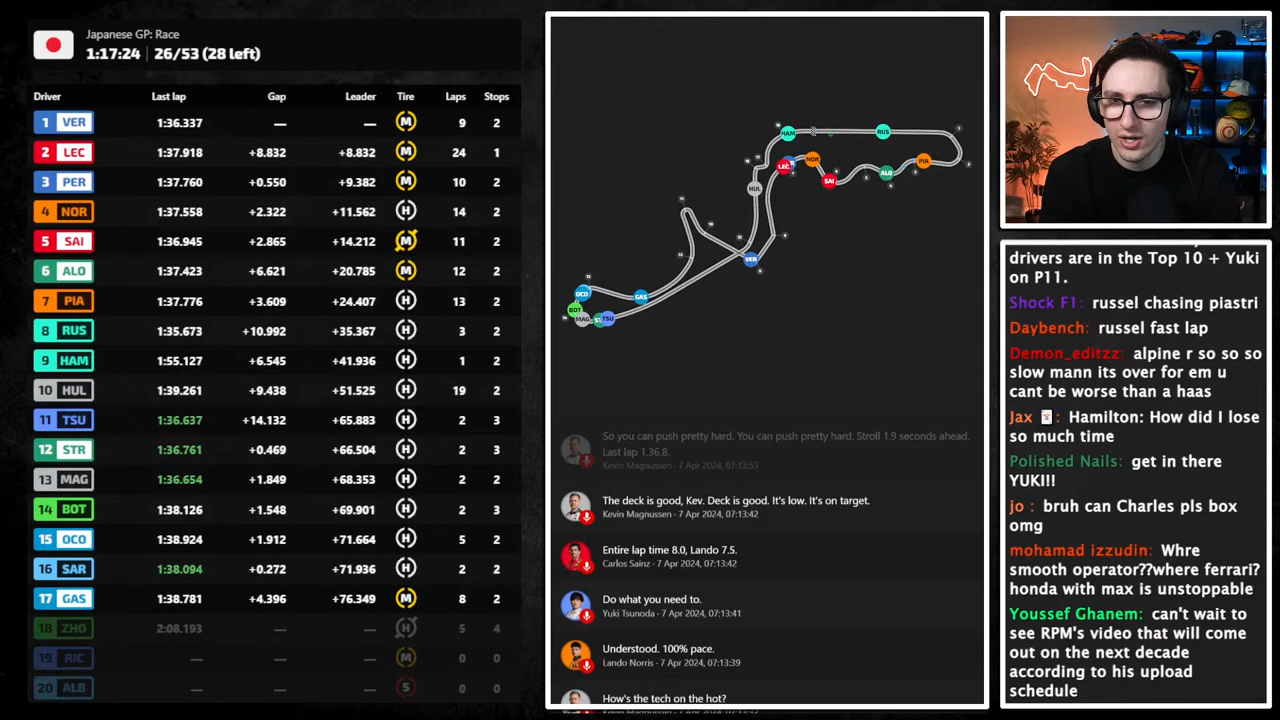 Japanese GP: Race
1:17:24 26/53 (28 left)
Driver Last lap Gap Leader Tire Laps Stops
1 VER 1:36.337 — — M 9 2
2 LEC 1:37.918 +8.832 +8.832 M 24 1
3 PER 1:37.760 +0.550 +9.382 M 10 2
4 NOR 1:37.558 +2.322 +11.562 H 14 2
5 SAI 1:36.945 +2.865 +14.212 M 11 2
6 ALO 1:37.423 +6.621 +20.785 M 12 2
7 PIA 1:37.776 +3.609 +24.407 H 13 2
8 RUS 1:35.673 +10.992 +35.367 H 3 2
9 HAM 1:55.127 +6.545 +41.936 H 1 2
10 HUL 1:39.261 +9.438 +51.525 H 19 2
11 TSU 1:36.637 +14.132 +65.883 H 2 3
12 STR 1:36.761 +0.469 +66.504 H 2 3
13 MAG 1:36.654 +1.849 +68.353 H 2 2
14 BOT 1:38.126 +1.548 +69.901 H 2 3
15 OCO 1:38.924 +1.912 +71.664 H 5 2
16 SAR 1:38.094 +0.272 +71.936 H 2 2
17 GAS 1:38.781 +4.396 +76.349 M 8 2
18 ZHO 2:08.193 — — H 5 4
19 RIC — — — M 0 0
20 ALB — — — S 0 0
HAM RUS
LEC NOR PIA
SAI ALO
HUL
VER
OCO GAS
BOT
MAG TSU
So you can push pretty hard. You can push pretty hard. Stroll 1.9 seconds ahead.
Last lap 1.36.8.
Kevin Magnussen · 7 Apr 2024, 07:13:53
The deck is good, Kev. Deck is good. It's low. It's on target.
Kevin Magnussen · 7 Apr 2024, 07:13:42
Entire lap time 8.0, Lando 7.5.
Carlos Sainz · 7 Apr 2024, 07:13:42
Do what you need to.
Yuki Tsunoda · 7 Apr 2024, 07:13:41
Understood. 100% pace.
Lando Norris · 7 Apr 2024, 07:13:39
How's the tech on the hot?
drivers are in the Top 10 + Yuki
on P11.
Shock F1: russel chasing piastri
Daybench: russel fast lap
Demon_editzz: alpine r so so so
slow mann its over for em u
cant be worse than a haas
Jax 🃏: Hamilton: How did I lose
so much time
Polished Nails: get in there
YUKI!!!
jo : bruh can Charles pls box
omg
mohamad izzudin: Whre
smooth operator??where ferrari?
honda with max is unstoppable
Youssef Ghanem: can't wait to
see RPM's video that will come
out on the next decade
according to his upload
schedule